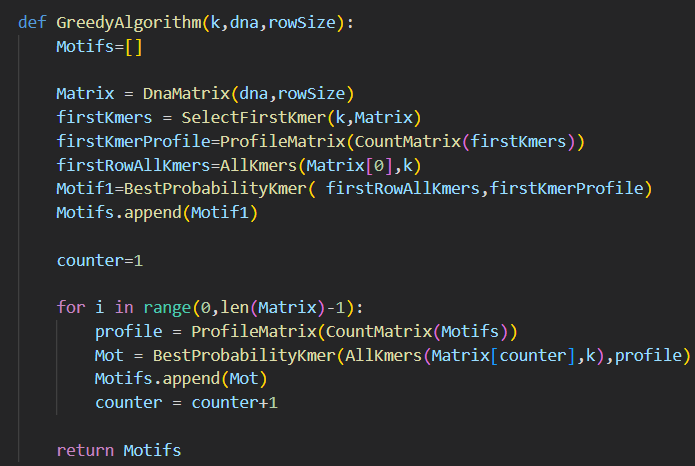 def GreedyAlgorithm(k,dna,rowSize):
    Motifs=[]

    Matrix = DnaMatrix(dna,rowSize)
    firstKmers = SelectFirstKmer(k,Matrix)
    firstKmerProfile=ProfileMatrix(CountMatrix(firstKmers))
    firstRowAllKmers=AllKmers(Matrix[0],k)
    Motif1=BestProbabilityKmer( firstRowAllKmers,firstKmerProfile)
    Motifs.append(Motif1)

    counter=1

    for i in range(0,len(Matrix)-1):
        profile = ProfileMatrix(CountMatrix(Motifs))
        Mot = BestProbabilityKmer(AllKmers(Matrix[counter],k),profile)
        Motifs.append(Mot)
        counter = counter+1

    return Motifs